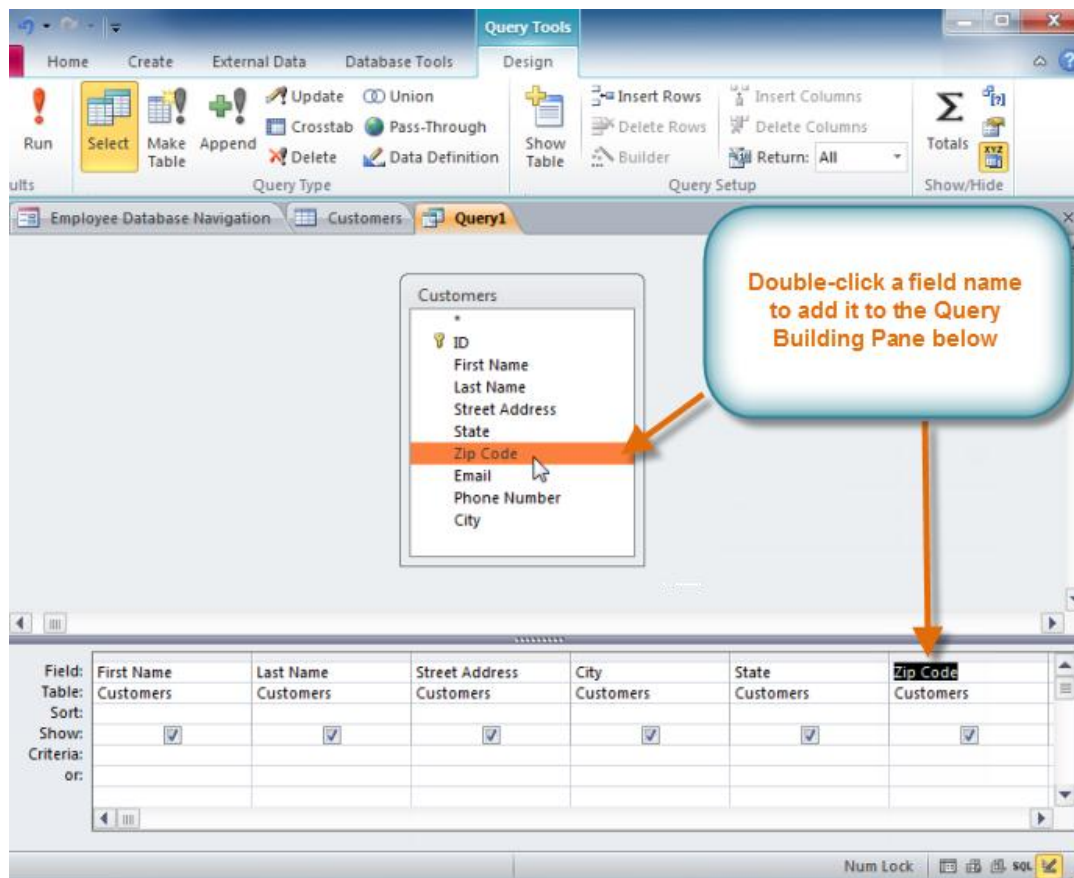 Query Tools
Home Create External Data Database Tools Design
Run
Select
Make Table
Append
Update
Crosstab
Delete
Union
Pass-Through
Data Definition
Show Table
Insert Rows
Delete Rows
Builder
Insert Columns
Delete Columns
Return: All
Σ
Totals
XYZ
ults Query Type Query Setup Show/Hide
Employee Database Navigation Customers Query1
Double-click a field name
to add it to the Query
Building Pane below
Customers
*
ID
First Name
Last Name
Street Address
State
Zip Code
Email
Phone Number
City
Field: First Name Last Name Street Address City State Zip Code
Table: Customers Customers Customers Customers Customers Customers
Sort:
Show:
Criteria:
or:
Num Lock SQL